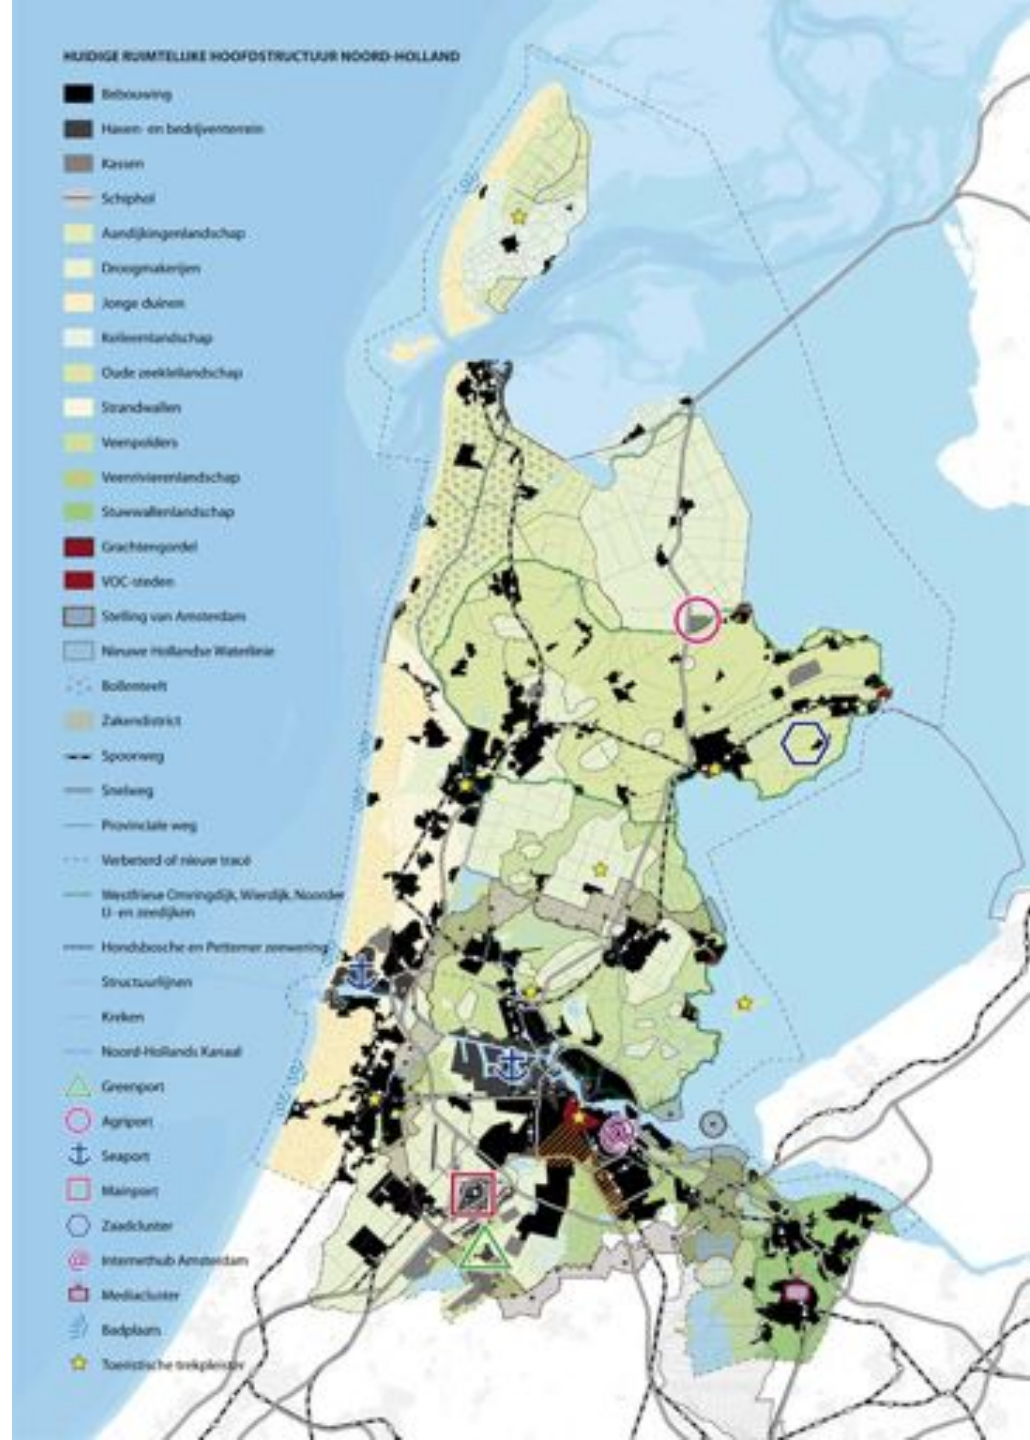 HUIDIGE RUIMTELIJKE HOOFDSTRUCTUUR NOORD-HOLLAND
Bebouwing
Haven- en bedrijventerrein
Kassen
Schiphol
Aandijkingenlandschap
Droogmakerijen
Jonge duinen
Keileemlandschap
Oude zeekleilandschap
Strandwallen
Veenpolders
Veenrivierenlandschap
Stuwwallenlandschap
Grachtengordel
VOC-steden
Stelling van Amsterdam
Nieuwe Hollandse Waterlinie
Bollenteelt
Zakendistrict
Spoorweg
Snelweg
Provinciale weg
Verbeterd of nieuw tracé
Westfriese Omringdijk, Wierdijk, Noorder
IJ- en zeedijken
Hondsbosche en Pettemer zeewering
Structuurlijnen
Kreken
Noord-Hollands Kanaal
Greenport
Agriport
Seaport
Mainport
Zaadcluster
@ Internethub Amsterdam
Mediacluster
Badplaats
Toeristische trekpleister
@